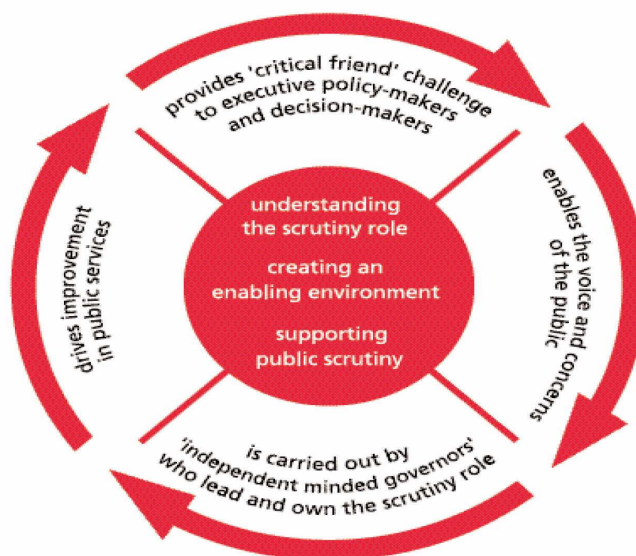 provides 'critical friend' challenge
to executive policy-makers
and decision-makers
enables the voice and concerns
of the public
is carried out by
'independent minded governors'
who lead and own the scrutiny role
drives improvement
in public services
understanding
the scrutiny role
creating an
enabling environment
supporting
public scrutiny